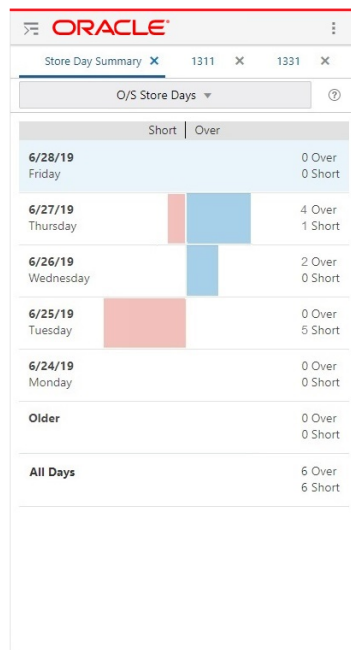 ORACLE
Store Day Summary × 1311 × 1331 ×
O/S Store Days
Short Over
6/28/19 0 Over
Friday 0 Short
6/27/19 4 Over
Thursday 1 Short
6/26/19 2 Over
Wednesday 0 Short
6/25/19 0 Over
Tuesday 5 Short
6/24/19 0 Over
Monday 0 Short
Older 0 Over
0 Short
All Days 6 Over
6 Short